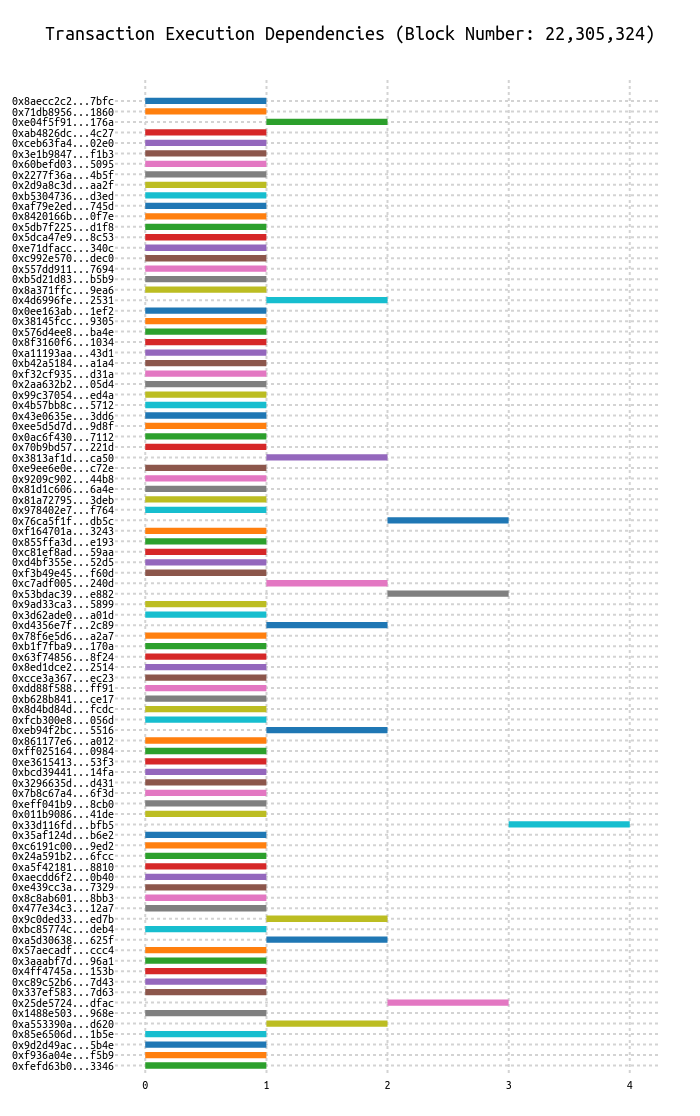 Transaction Execution Dependencies (Block Number: 22,305,324)
0x8aecc2c2...7bfc
0x71db8956...1860
0xe04f5f91...176a
0xab4826dc...4c27
0xceb63fa4...02e0
0x3e1b9847...f1b3
0x60befd03...5095
0x2277f36a...4b5f
0x2d9a8c3d...aa2f
0xb5304736...d3ed
0xaf79e2ed...745d
0x8420166b...0f7e
0x5db7f225...d1f8
0x5dca47e9...8c53
0xe71dfacc...340c
0xc992e570...dec0
0x557dd911...7694
0xb5d21d83...b5b9
0x8a371ffc...9ea6
0x4d6996fe...2531
0x0ee163ab...1ef2
0x38145fcc...9305
0x576d4ee8...ba4e
0x8f3160f6...1034
0xa11193aa...43d1
0xb42a5184...a1a4
0xf32cf935...d31a
0x2aa632b2...05d4
0x99c37054...ed4a
0x4b57bb8c...5712
0x43e0635e...3dd6
0xee5d5d7d...9d8f
0x0ac6f430...7112
0x70b9bd57...221d
0x3813af1d...ca50
0xe9ee6e0e...c72e
0x9209c902...44b8
0x81d1c606...6a4e
0x81a72795...3deb
0x978402e7...f764
0x76ca5f1f...db5c
0xf164701a...3243
0x855ffa3d...e193
0xc81ef8ad...59aa
0xd4bf355e...52d5
0xf3b49e45...f60d
0xc7adf005...240d
0x53bdac39...e882
0x9ad33ca3...5899
0x3d62ade0...a01d
0xd4356e7f...2c89
0x78f6e5d6...a2a7
0xb1f7fba9...170a
0x63f74856...8f24
0x8ed1dce2...2514
0xcce3a367...ec23
0xdd88f588...ff91
0xb628b841...ce17
0x8d4bd84d...fcdc
0xfcb300e8...056d
0xeb94f2bc...5516
0x861177e6...a012
0xff025164...0984
0xe3615413...53f3
0xbcd39441...14fa
0x3296635d...d431
0x7b8c67a4...6f3d
0xeff041b9...8cb0
0x011b9086...41de
0x33d116fd...bfb5
0x35af124d...b6e2
0xc6191c00...9ed2
0x24a591b2...6fcc
0xa5f42181...8810
0xaecdd6f2...0b40
0xe439cc3a...7329
0x8c8ab601...8bb3
0x477e34c3...12a7
0x9c0ded33...ed7b
0xbc85774c...deb4
0xa5d30638...625f
0x57aecadf...ccc4
0x3aaabf7d...96a1
0x4ff4745a...153b
0xc89c52b6...7d43
0x337ef583...7d63
0x25de5724...dfac
0x1488e503...968e
0xa553390a...d620
0x85e6506d...1b5e
0x9d2d49ac...5b4e
0xf936a04e...f5b9
0xfefd63b0...3346
0 1 2 3 4